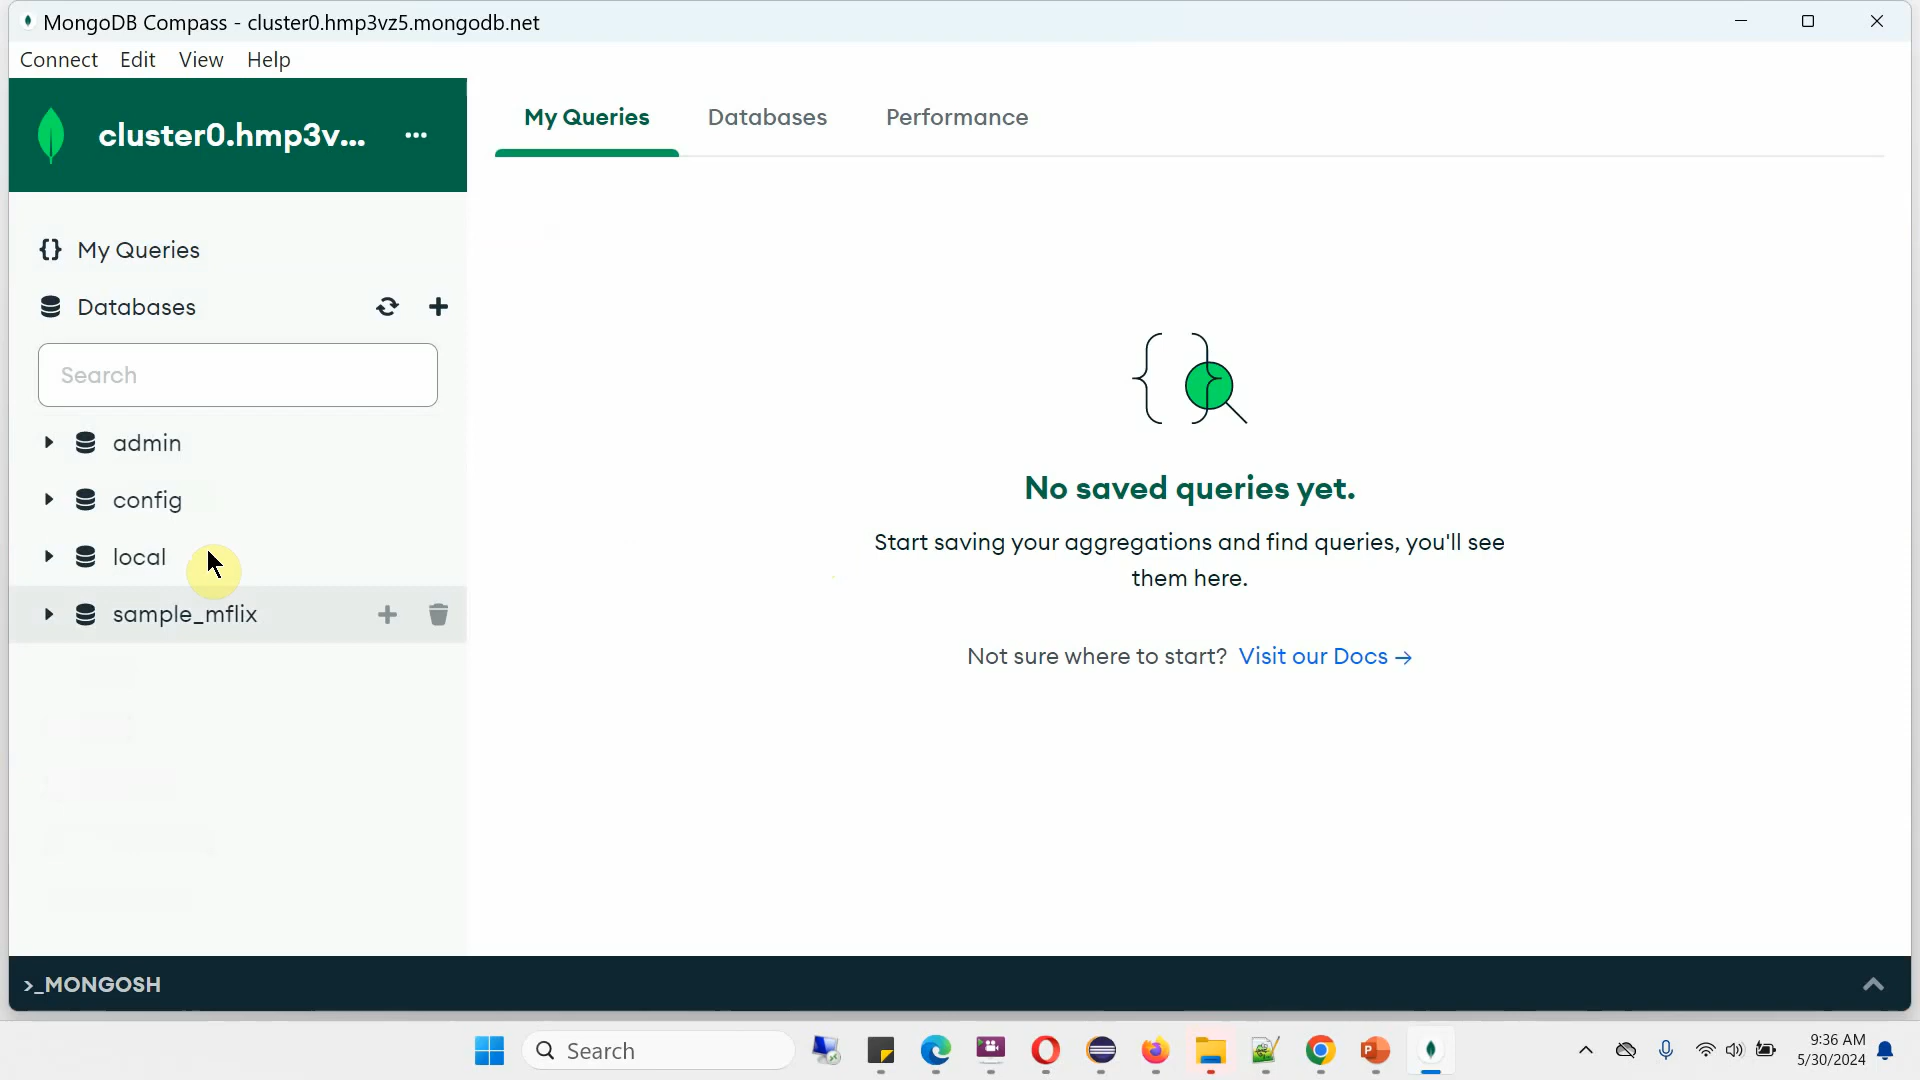 MongoDB Compass - cluster0.hmp3vz5.mongodb.net
Connect Edit View Help
cluster0.hmp3v... ...
My Queries Databases Performance
{} My Queries
Databases
Search
admin
config
local
sample_mflix
No saved queries yet.
Start saving your aggregations and find queries, you'll see
them here.
Not sure where to start? Visit our Docs →
>_MONGOSH
Search
9:36 AM
5/30/2024